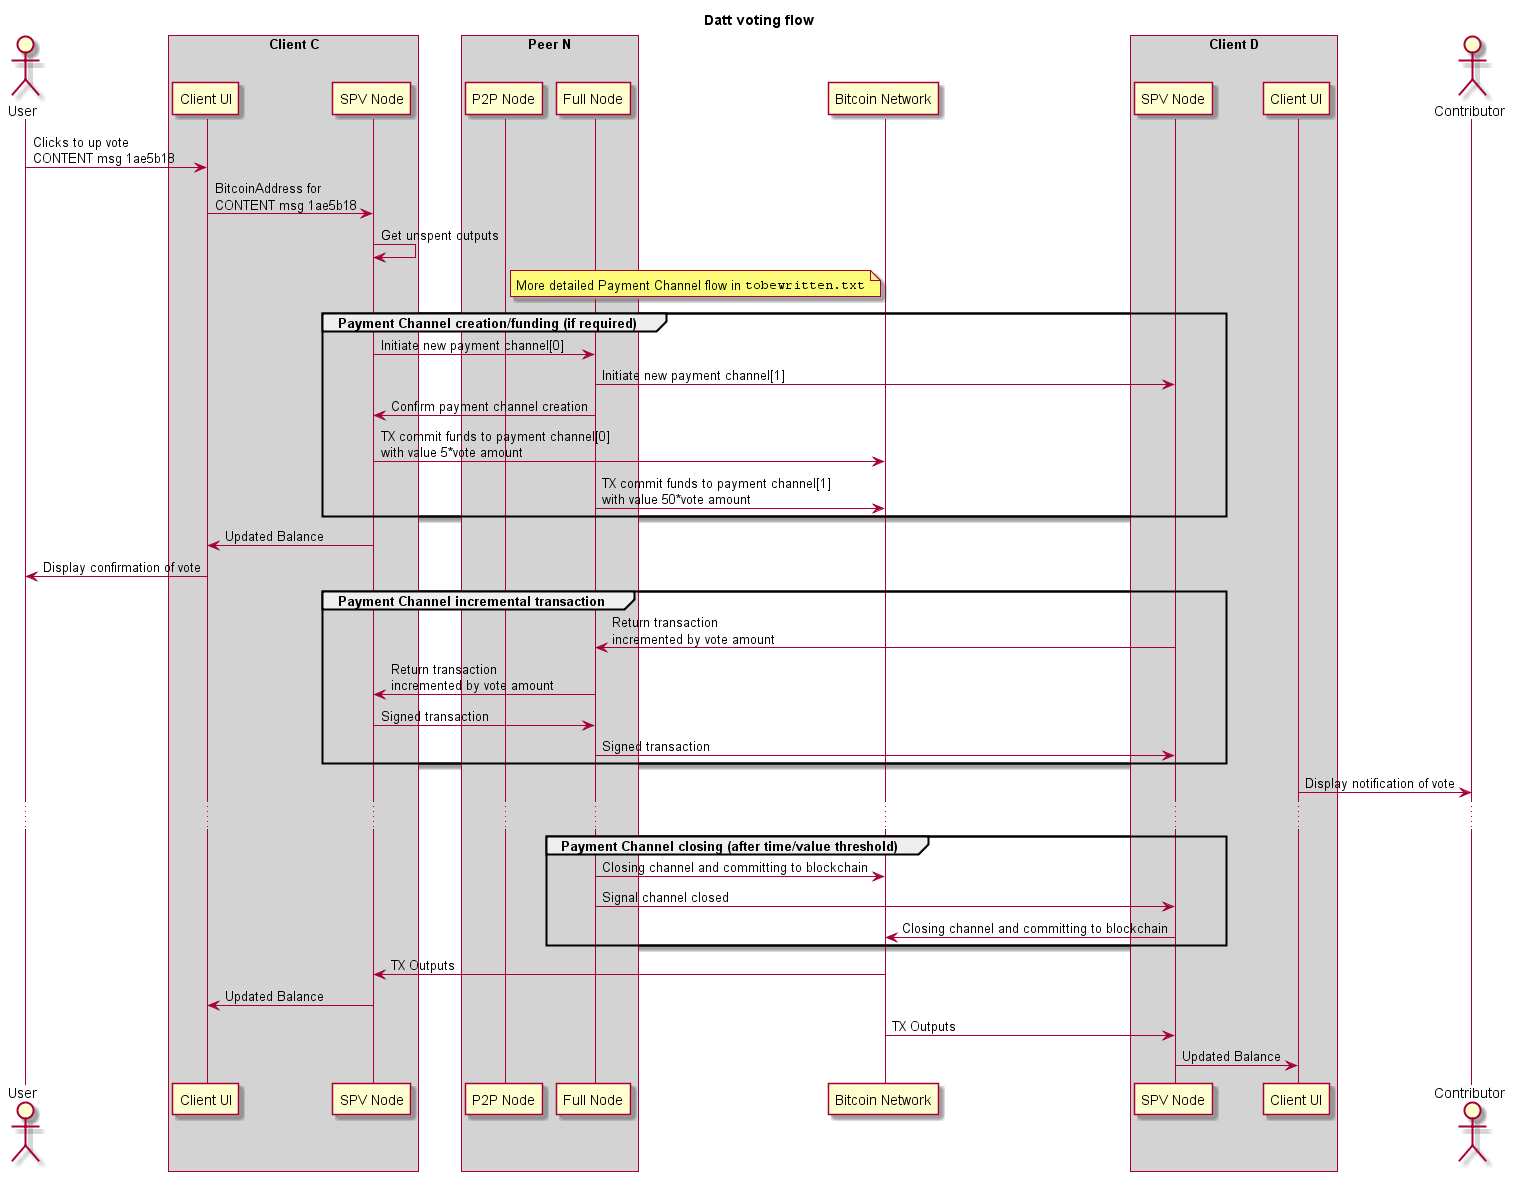 Datt voting flow
Client C
Peer N
Client D
User
Client UI
SPV Node
P2P Node
Full Node
Bitcoin Network
SPV Node
Client UI
Contributor
Clicks to up vote
CONTENT msg 1ae5b18
BitcoinAddress for
CONTENT msg 1ae5b18
Get unspent outputs
More detailed Payment Channel flow in tobewritten.txt
Payment Channel creation/funding (if required)
Initiate new payment channel[0]
Initiate new payment channel[1]
Confirm payment channel creation
TX commit funds to payment channel[0]
with value 5*vote amount
TX commit funds to payment channel[1]
with value 50*vote amount
Updated Balance
Display confirmation of vote
Payment Channel incremental transaction
Return transaction
incremented by vote amount
Return transaction
incremented by vote amount
Signed transaction
Signed transaction
Display notification of vote
Payment Channel closing (after time/value threshold)
Closing channel and committing to blockchain
Signal channel closed
Closing channel and committing to blockchain
TX Outputs
Updated Balance
TX Outputs
Updated Balance
User
Client UI
SPV Node
P2P Node
Full Node
Bitcoin Network
SPV Node
Client UI
Contributor